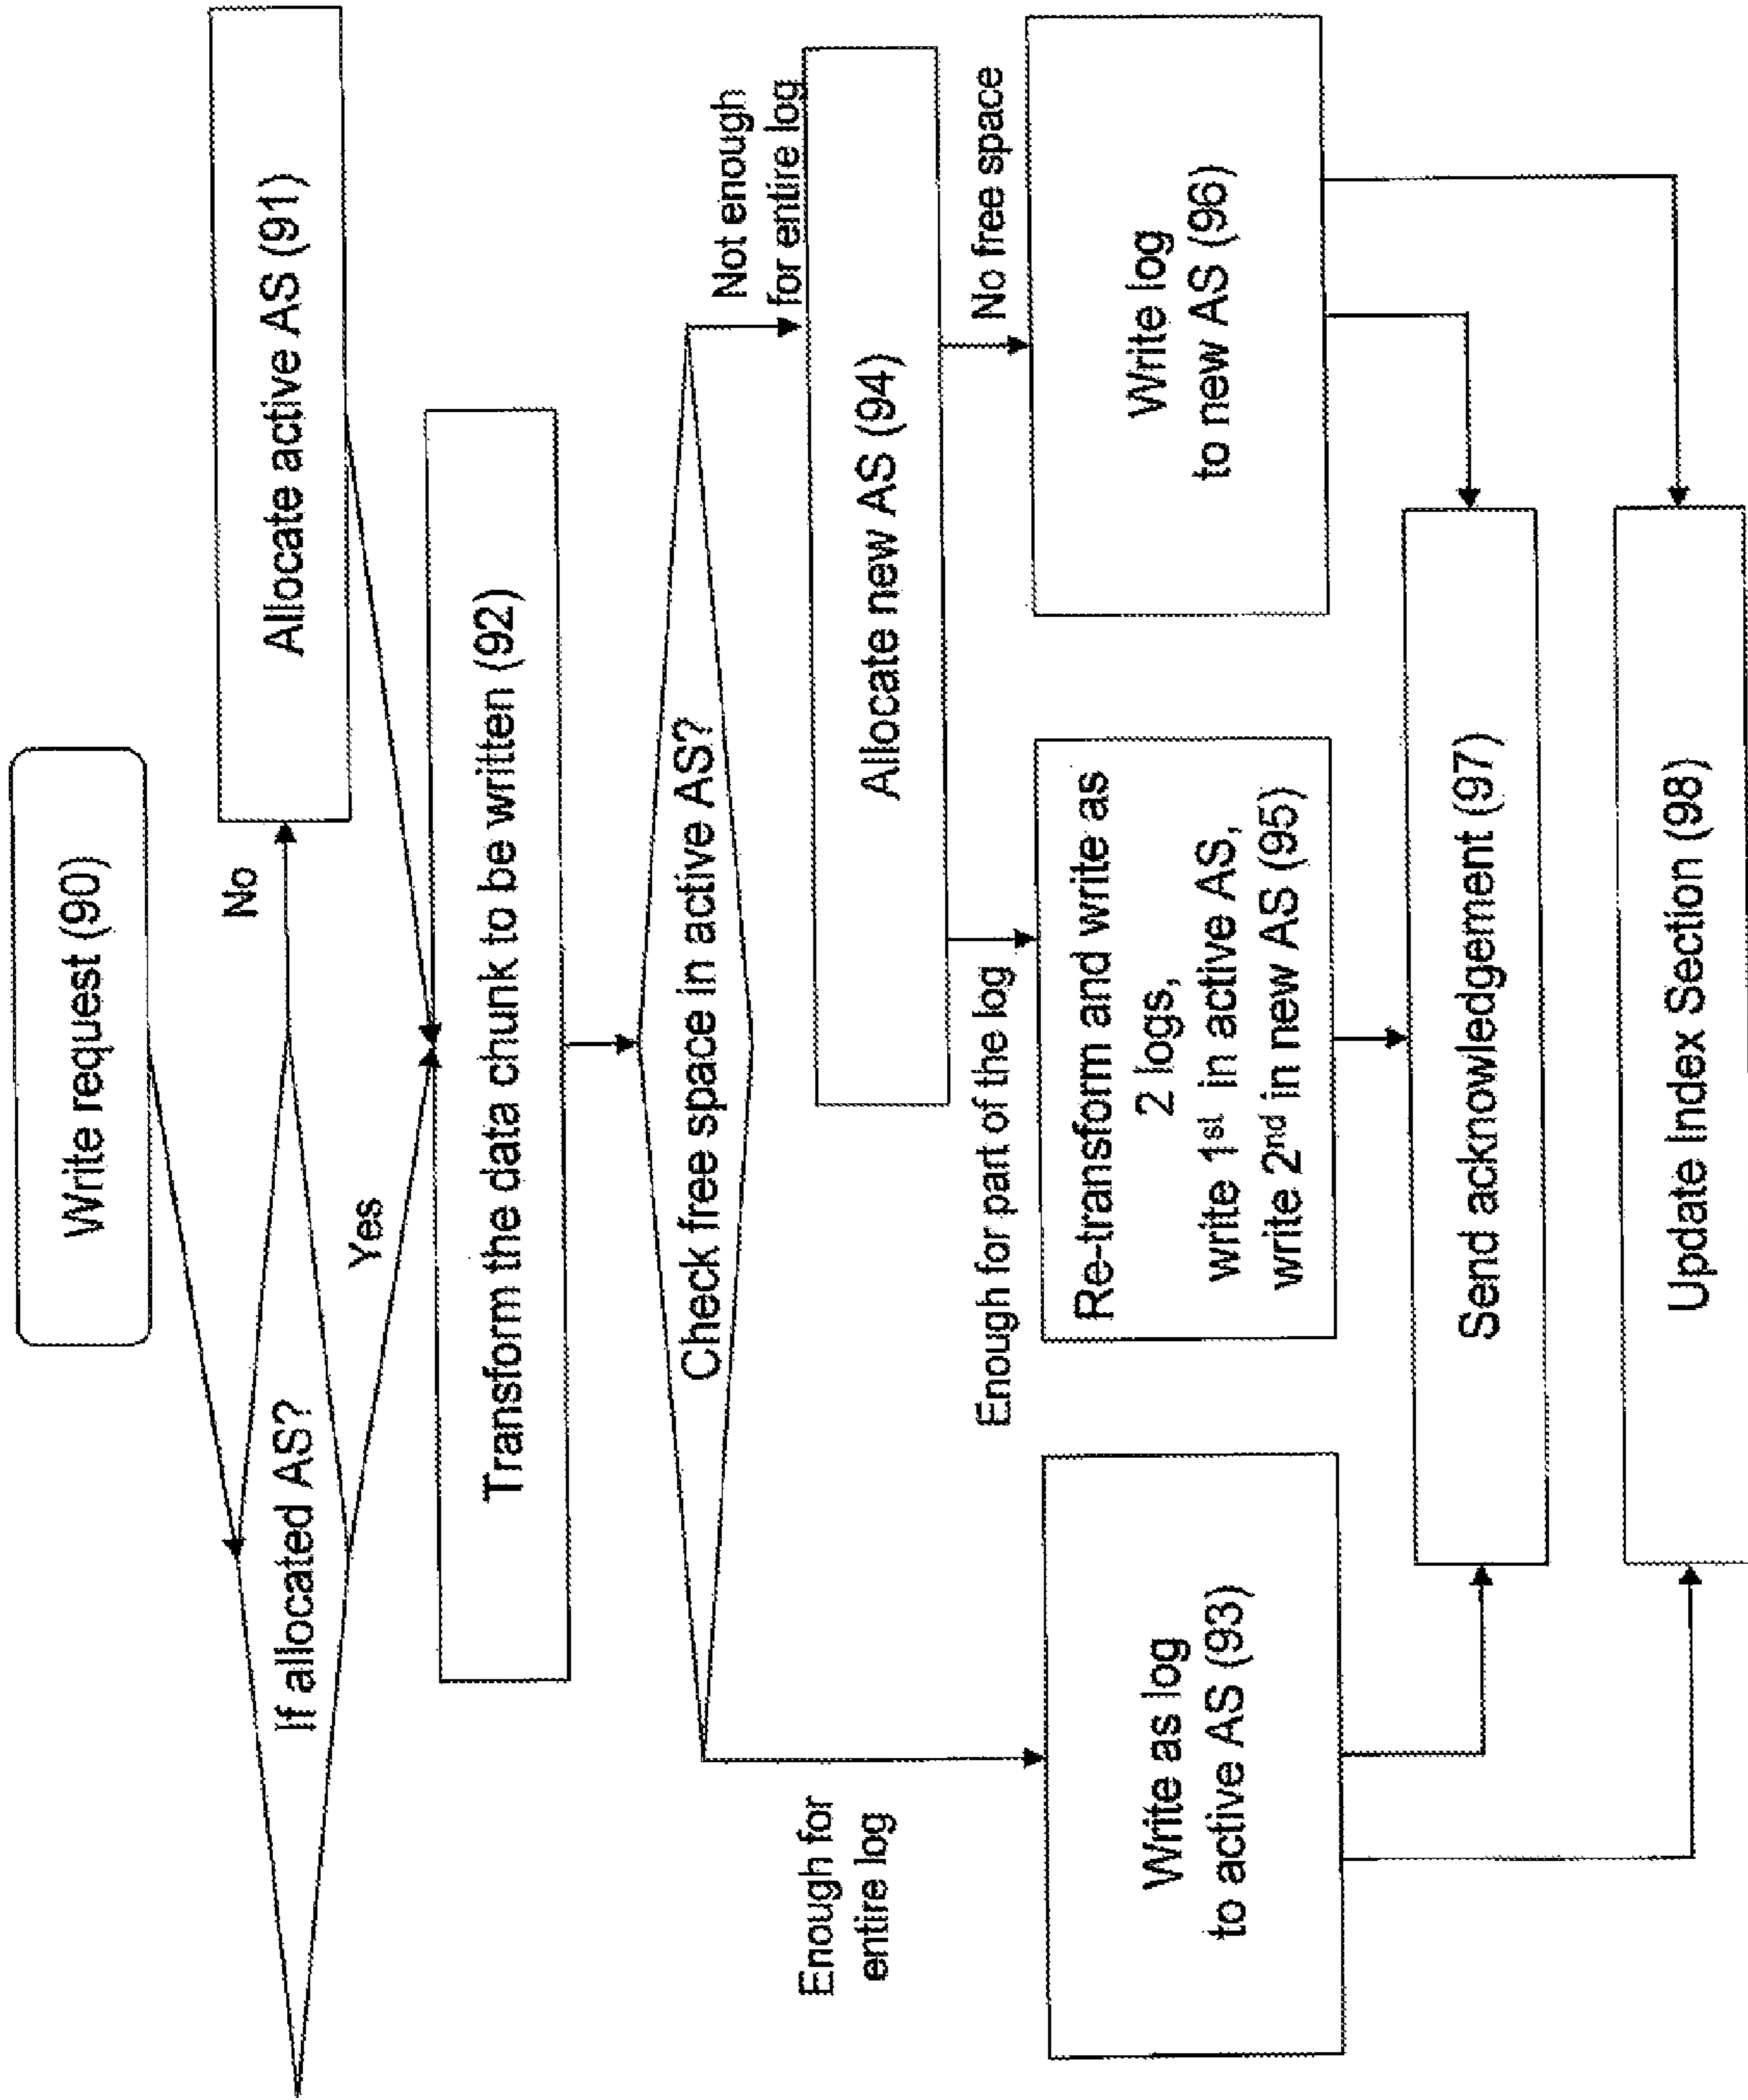 Write request (90)
If allocated AS?
No
Allocate active AS (91)
Yes
Transform the data chunk to be written (92)
Check free space in active AS?
Enough for
entire log
Not enough
for entire log
Allocate new AS (94)
Enough for part of the log
No free space
Write as log
to active AS (93)
Re-transform and write as
2 logs,
write 1st in active AS,
write 2nd in new AS (95)
Write log
to new AS (96)
Send acknowledgement (97)
Update Index Section (98)